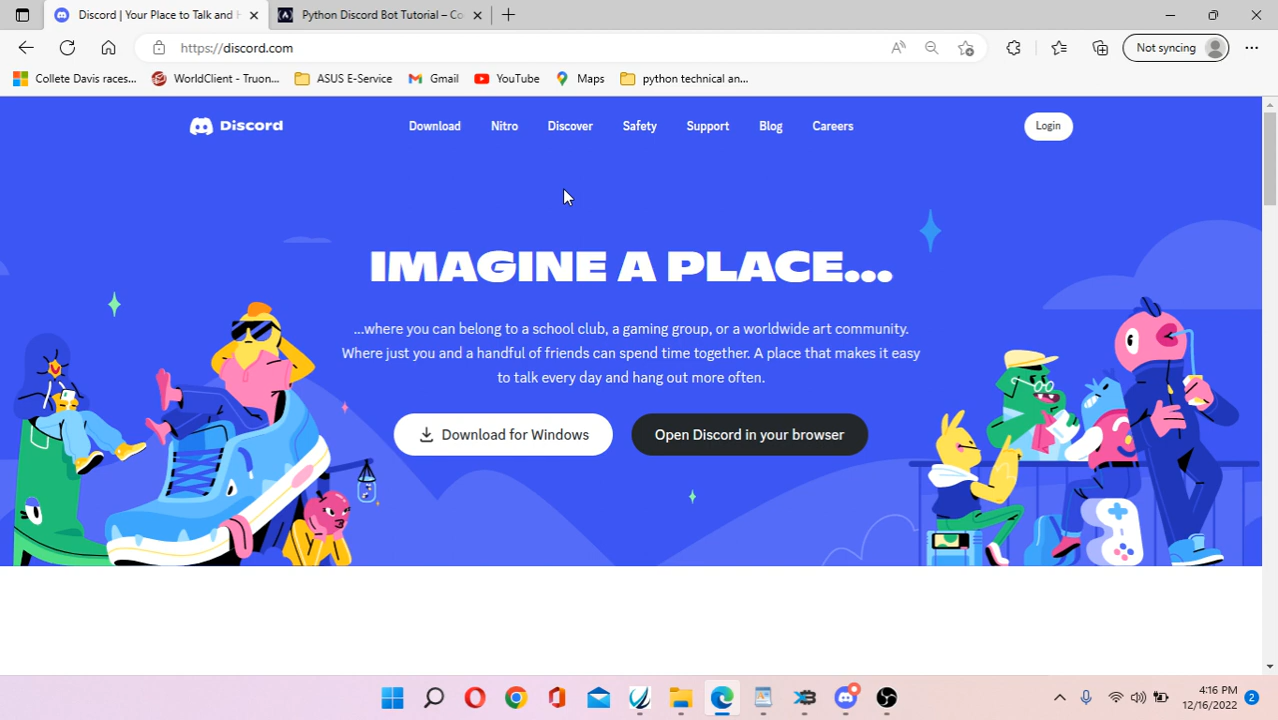 Discord | Your Place to Talk and H
Python Discord Bot Tutorial – Co
https://discord.com
A
Not syncing
Collete Davis races...
WorldClient - Truon...
ASUS E-Service
Gmail
YouTube
Maps
python technical an...
Discord
Download
Nitro
Discover
Safety
Support
Blog
Careers
Login
IMAGINE A PLACE...
...where you can belong to a school club, a gaming group, or a worldwide art community.
Where just you and a handful of friends can spend time together. A place that makes it easy
to talk every day and hang out more often.
Download for Windows
Open Discord in your browser
4:16 PM
12/16/2022
2